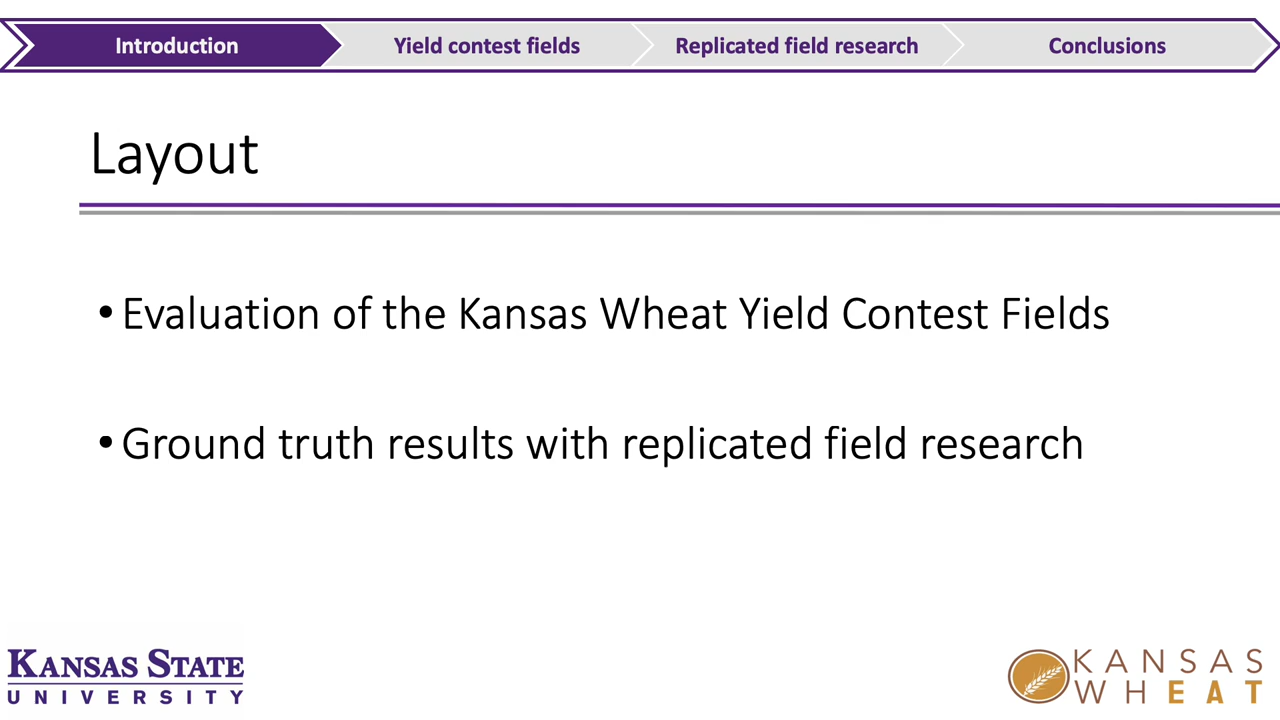 Introduction
Yield contest fields
Replicated field research
Conclusions
Layout
• Evaluation of the Kansas Wheat Yield Contest Fields
• Ground truth results with replicated field research
KANSAS STATE
UNIVERSITY
KANSAS
WHEAT